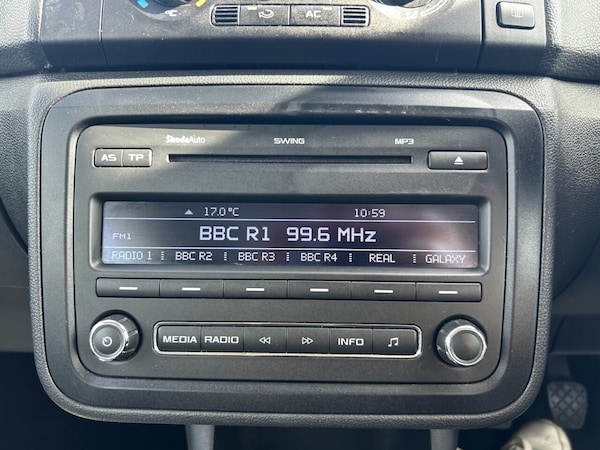 °C AC
ŠkodaAuto SWING MP3
AS TP
17.0°C 10:59
FM1 BBC R1 99.6 MHz
RADIO 1 BBC R2 BBC R3 BBC R4 REAL GALAXY
MEDIA RADIO INFO